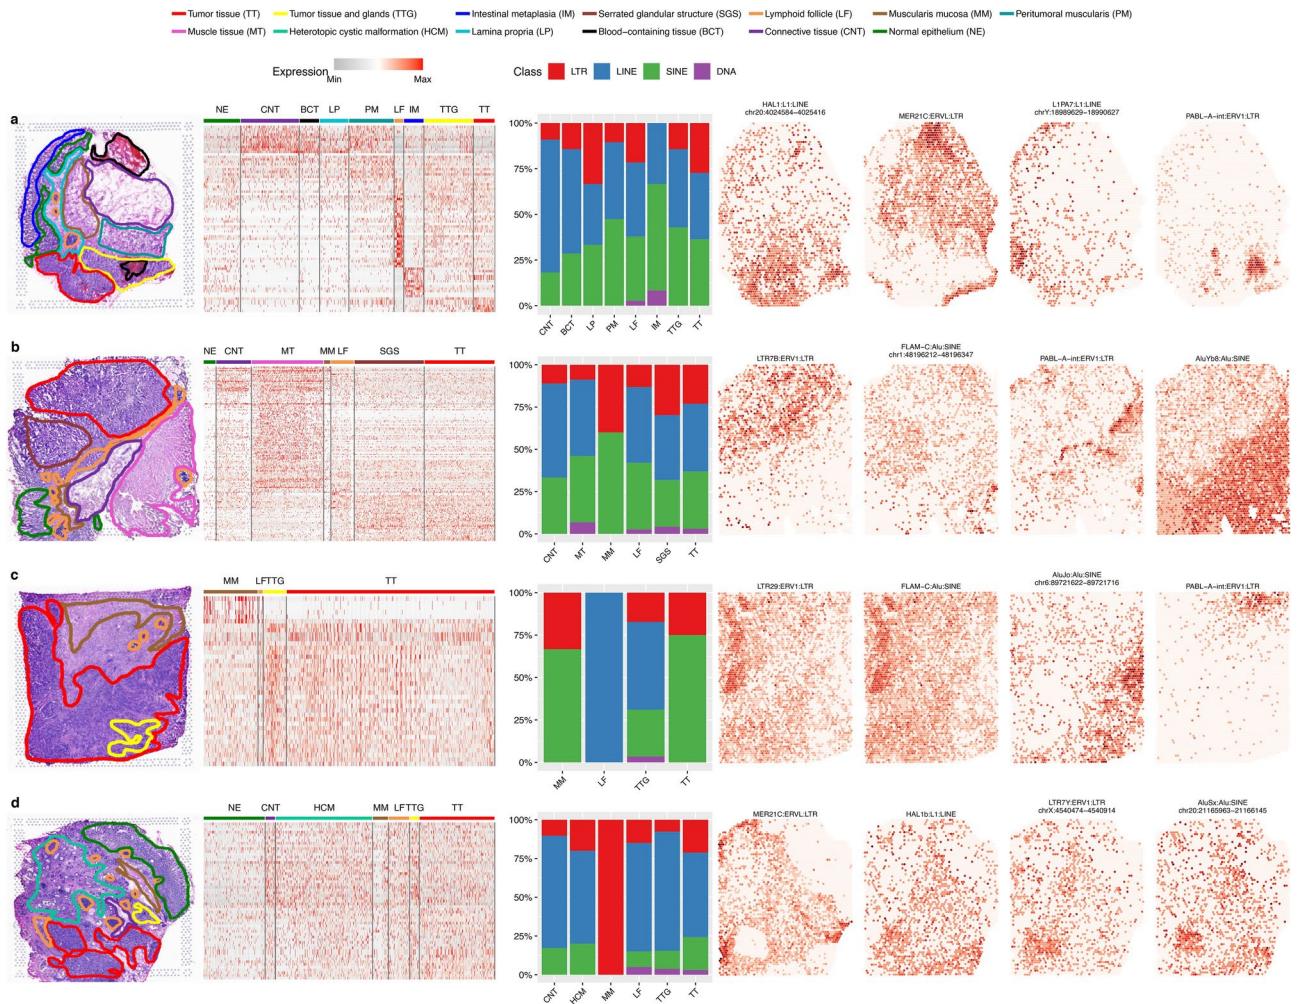 Tumor tissue (TT) Tumor tissue and glands (TTG) Intestinal metaplasia (IM) Serrated glandular structure (SGS) Lymphoid follicle (LF) Muscularis mucosa (MM) Peritumoral muscularis (PM)
Muscle tissue (MT) Heterotopic cystic malformation (HCM) Lamina propria (LP) Blood−containing tissue (BCT) Connective tissue (CNT) Normal epithelium (NE)
Expression Min Max
Class LTR LINE SINE DNA
a
NE CNT BCT LP PM LF IM TTG TT
100%
75%
50%
25%
0%
CNT BCT LP PM LF IM TTG TT
HAL1:L1:LINE
chr20:4024584−4025416
MER21C:ERVL:LTR
L1PA7:L1:LINE
chrY:18989629−18990627
PABL−A−int:ERV1:LTR
b
NE CNT MT MM LF SGS TT
100%
75%
50%
25%
0%
CNT MT MM LF SGS TT
LTR7B:ERV1:LTR
FLAM−C:Alu:SINE
chr1:48196212−48196347
PABL−A−int:ERV1:LTR
AluYb8:Alu:SINE
c
MM LF TTG TT
100%
75%
50%
25%
0%
MM LF TTG TT
LTR29:ERV1:LTR
FLAM−C:Alu:SINE
AluJo:Alu:SINE
chr6:89721622−89721716
PABL−A−int:ERV1:LTR
d
NE CNT HCM MM LF TTG TT
100%
75%
50%
25%
0%
CNT HCM MM LF TTG TT
MER21C:ERVL:LTR
HAL1b:L1:LINE
LTR7Y:ERV1:LTR
chrX:4540474−4540914
AluSx:Alu:SINE
chr20:21165963−21166145